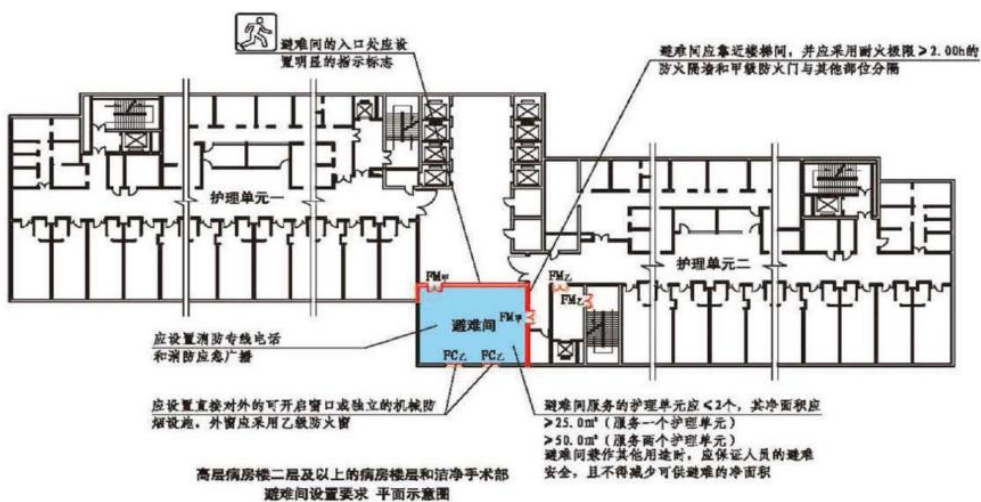 避难间的入口处应设
置明显的指示标志
避难间应靠近楼梯间，并应采用耐火极限≥2.00h的
防火隔墙和甲级防火门与其他部位分隔
护理单元一
护理单元二
FM甲
FM乙
FM乙
FM甲
避难间
应设置消防专线电话
和消防应急广播
FC乙
FC乙
应设置直接对外的可开启窗口或独立的机械防
烟设施，外窗应采用乙级防火窗
避难间服务的护理单元应≤2个，其净面积应
≥25.0m²（服务一个护理单元）
≥50.0m²（服务两个护理单元）
避难间兼作其他用途时，应保证人员的避难
安全，且不得减少可供避难的净面积
高层病房楼二层及以上的病房楼层和洁净手术部
避难间设置要求 平面示意图